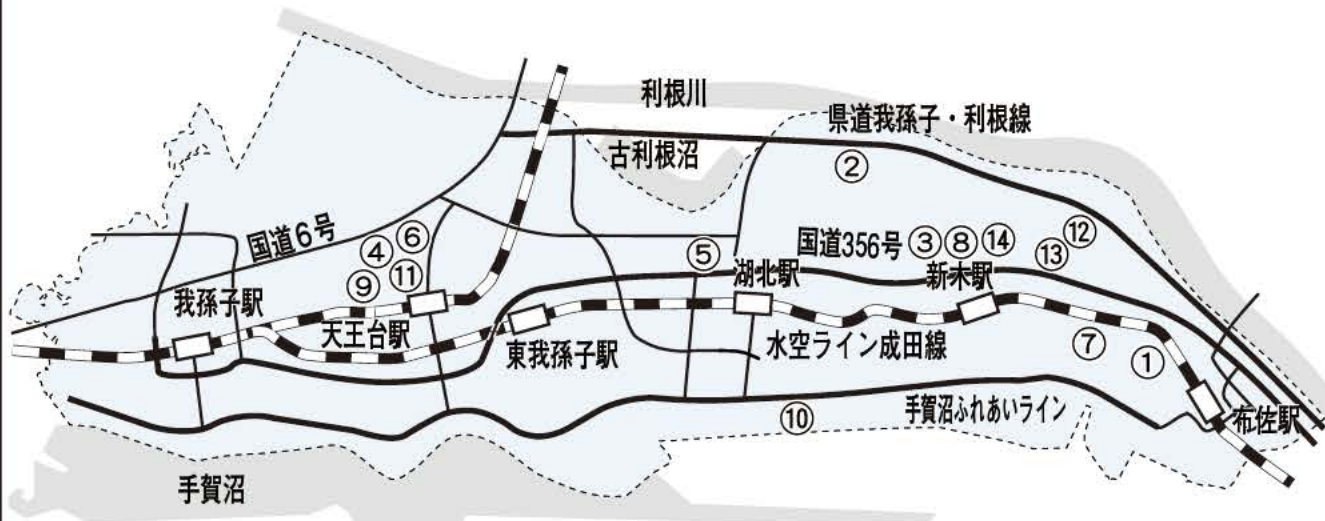 利根川
県道我孫子・利根線
古利根沼
②
国道6号
④
⑥
⑨
⑪
⑤
国道356号
③
⑧
⑭
⑬
⑫
我孫子駅
天王台駅
東我孫子駅
湖北駅
新木駅
水空ライン成田線
⑦
①
⑩
手賀沼ふれあいライン
布佐駅
手賀沼